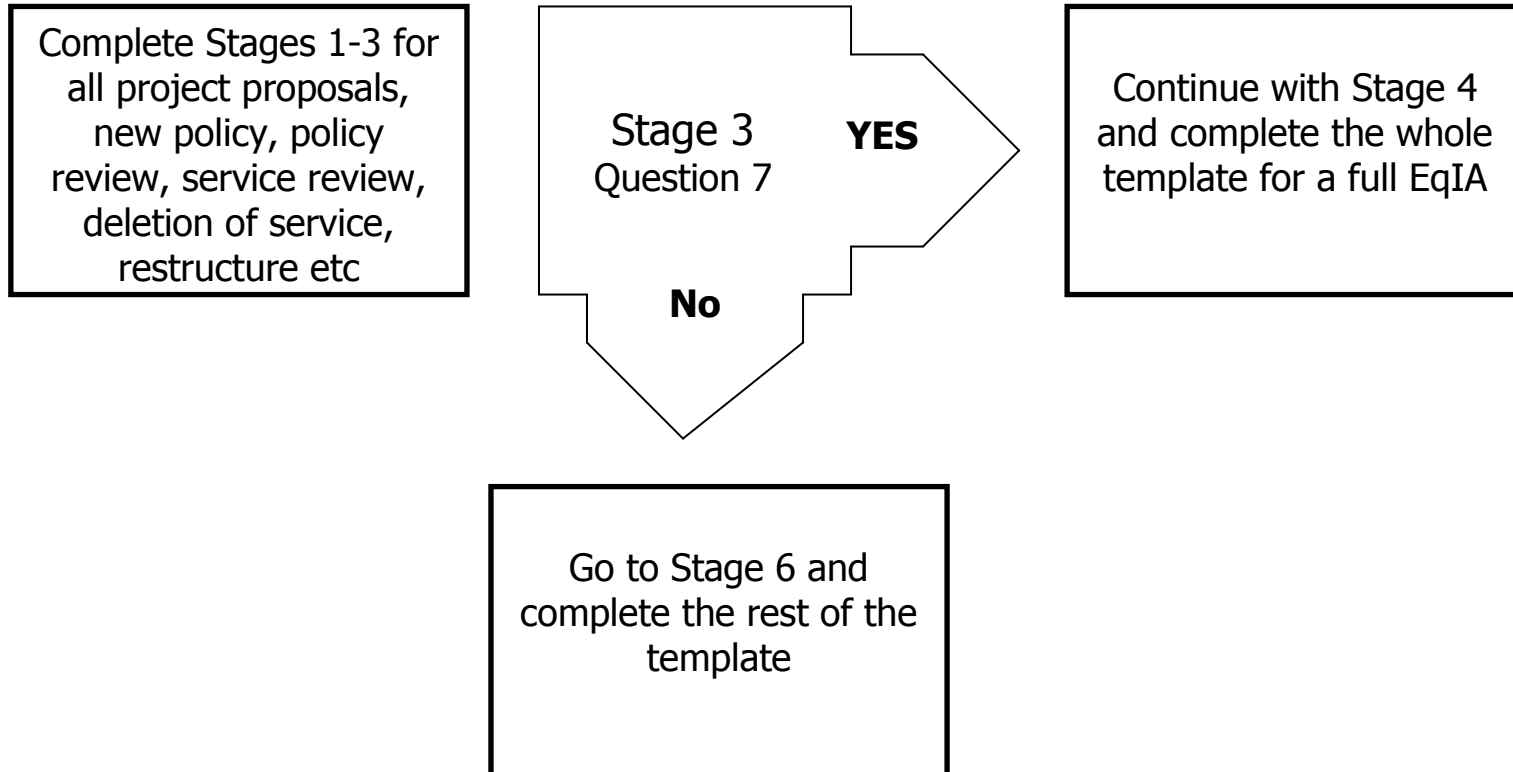 Complete Stages 1-3 for
all project proposals,
new policy, policy
review, service review,
deletion of service,
restructure etc
Stage 3
Question 7
YES
No
Continue with Stage 4
and complete the whole
template for a full EqIA
Go to Stage 6 and
complete the rest of the
template